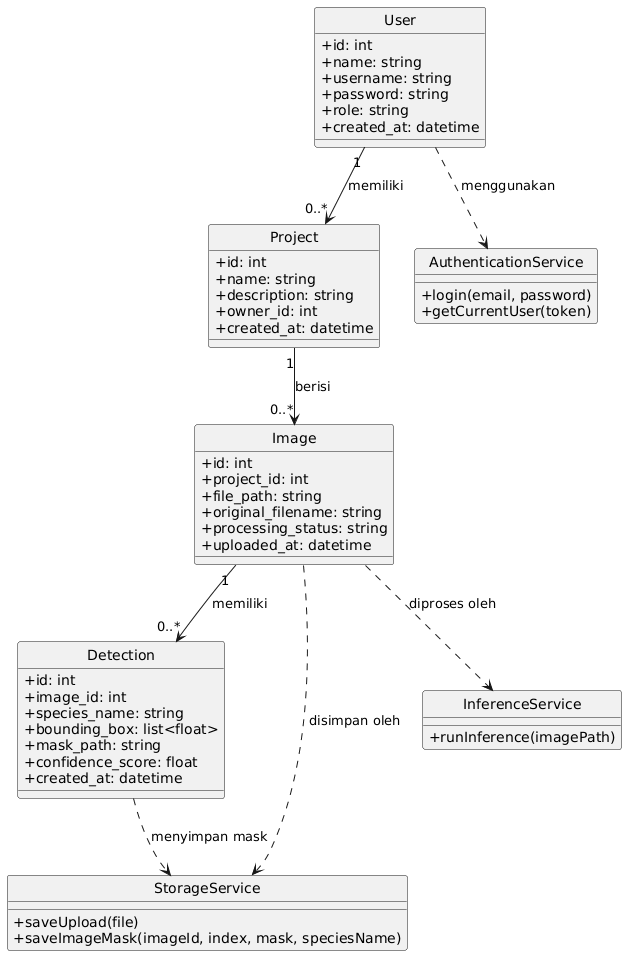 User
+id: int
+name: string
+username: string
+password: string
+role: string
+created_at: datetime
1
memiliki
menggunakan
0..*
Project
+id: int
+name: string
+description: string
+owner_id: int
+created_at: datetime
AuthenticationService
+login(email, password)
+getCurrentUser(token)
1
berisi
0..*
Image
+id: int
+project_id: int
+file_path: string
+original_filename: string
+processing_status: string
+uploaded_at: datetime
1
memiliki
diproses oleh
0..*
Detection
+id: int
+image_id: int
+species_name: string
+bounding_box: list<float>
+mask_path: string
+confidence_score: float
+created_at: datetime
disimpan oleh
InferenceService
+runInference(imagePath)
menyimpan mask
StorageService
+saveUpload(file)
+saveImageMask(imageId, index, mask, speciesName)